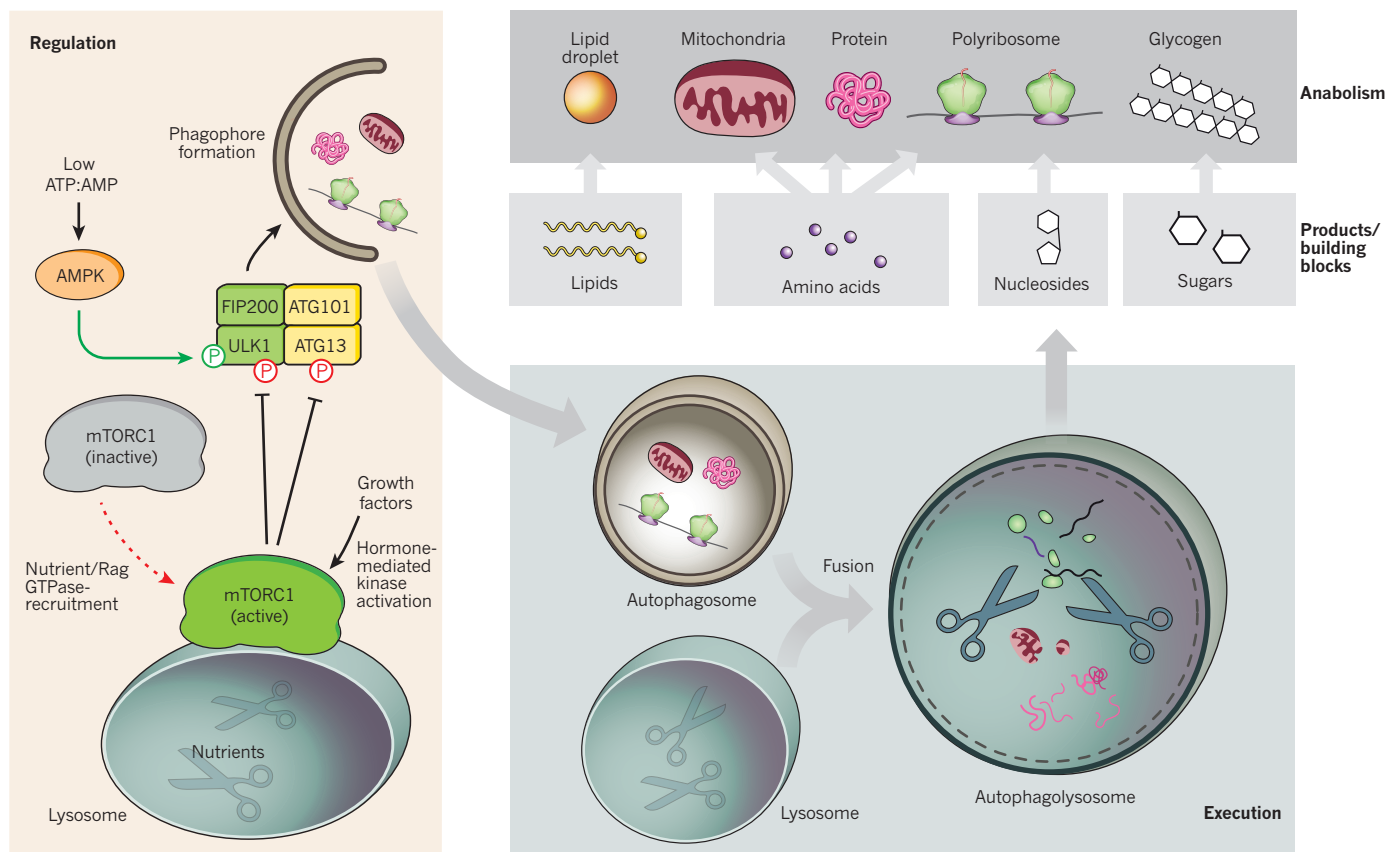 Regulation
Phagophore
formation
Low
ATP:AMP
AMPK
FIP200
ATG101
ULK1
ATG13
P
P
P
mTORC1
(inactive)
Growth
factors
Nutrient/Rag
GTPase-
recruitment
Hormone-
mediated
kinase
activation
mTORC1
(active)
Nutrients
Lysosome
Lipid
droplet
Mitochondria
Protein
Polyribosome
Glycogen
Anabolism
Lipids
Amino acids
Nucleosides
Sugars
Products/
building
blocks
Autophagosome
Fusion
Lysosome
Autophagolysosome
Execution